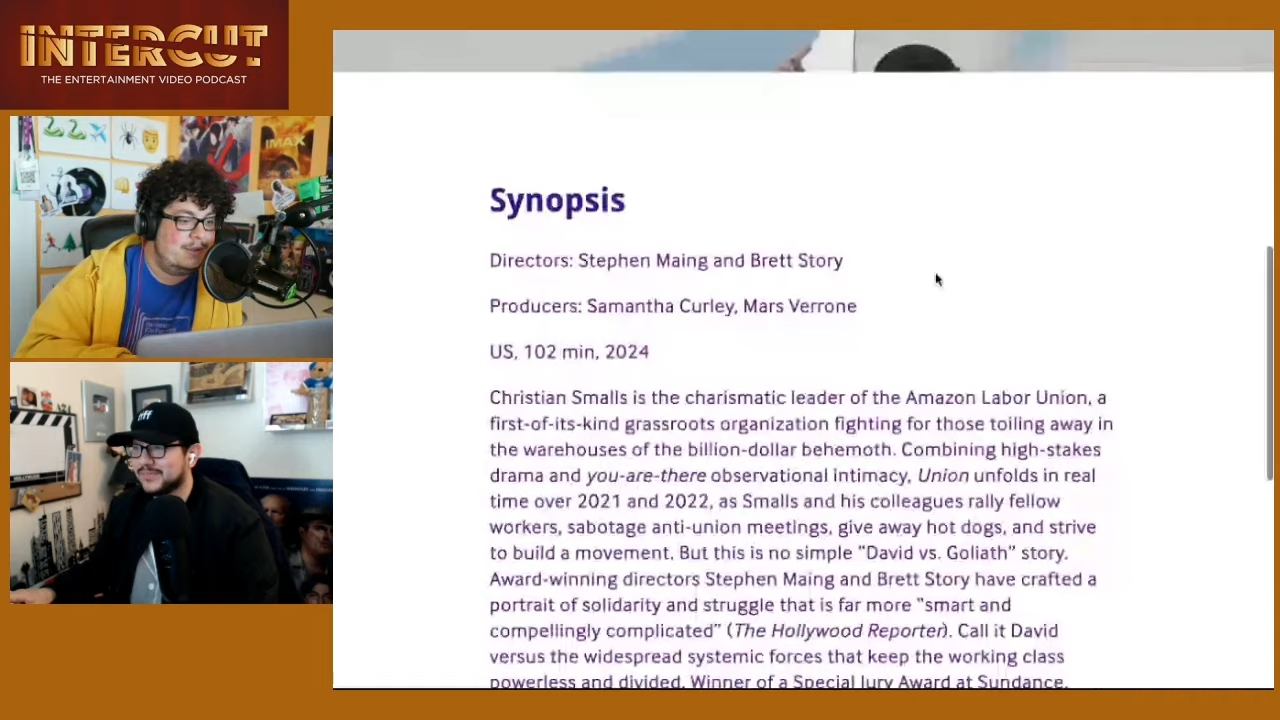 INTERCUT
THE ENTERTAINMENT VIDEO PODCAST
IMAX
tiff
Synopsis
Directors: Stephen Maing and Brett Story
Producers: Samantha Curley, Mars Verrone
US, 102 min, 2024
Christian Smalls is the charismatic leader of the Amazon Labor Union, a
first-of-its-kind grassroots organization fighting for those toiling away in
the warehouses of the billion-dollar behemoth. Combining high-stakes
drama and you-are-there observational intimacy, Union unfolds in real
time over 2021 and 2022, as Smalls and his colleagues rally fellow
workers, sabotage anti-union meetings, give away hot dogs, and strive
to build a movement. But this is no simple “David vs. Goliath” story.
Award-winning directors Stephen Maing and Brett Story have crafted a
portrait of solidarity and struggle that is far more “smart and
compellingly complicated” (The Hollywood Reporter). Call it David
versus the widespread systemic forces that keep the working class
powerless and divided. Winner of a Special Jury Award at Sundance.